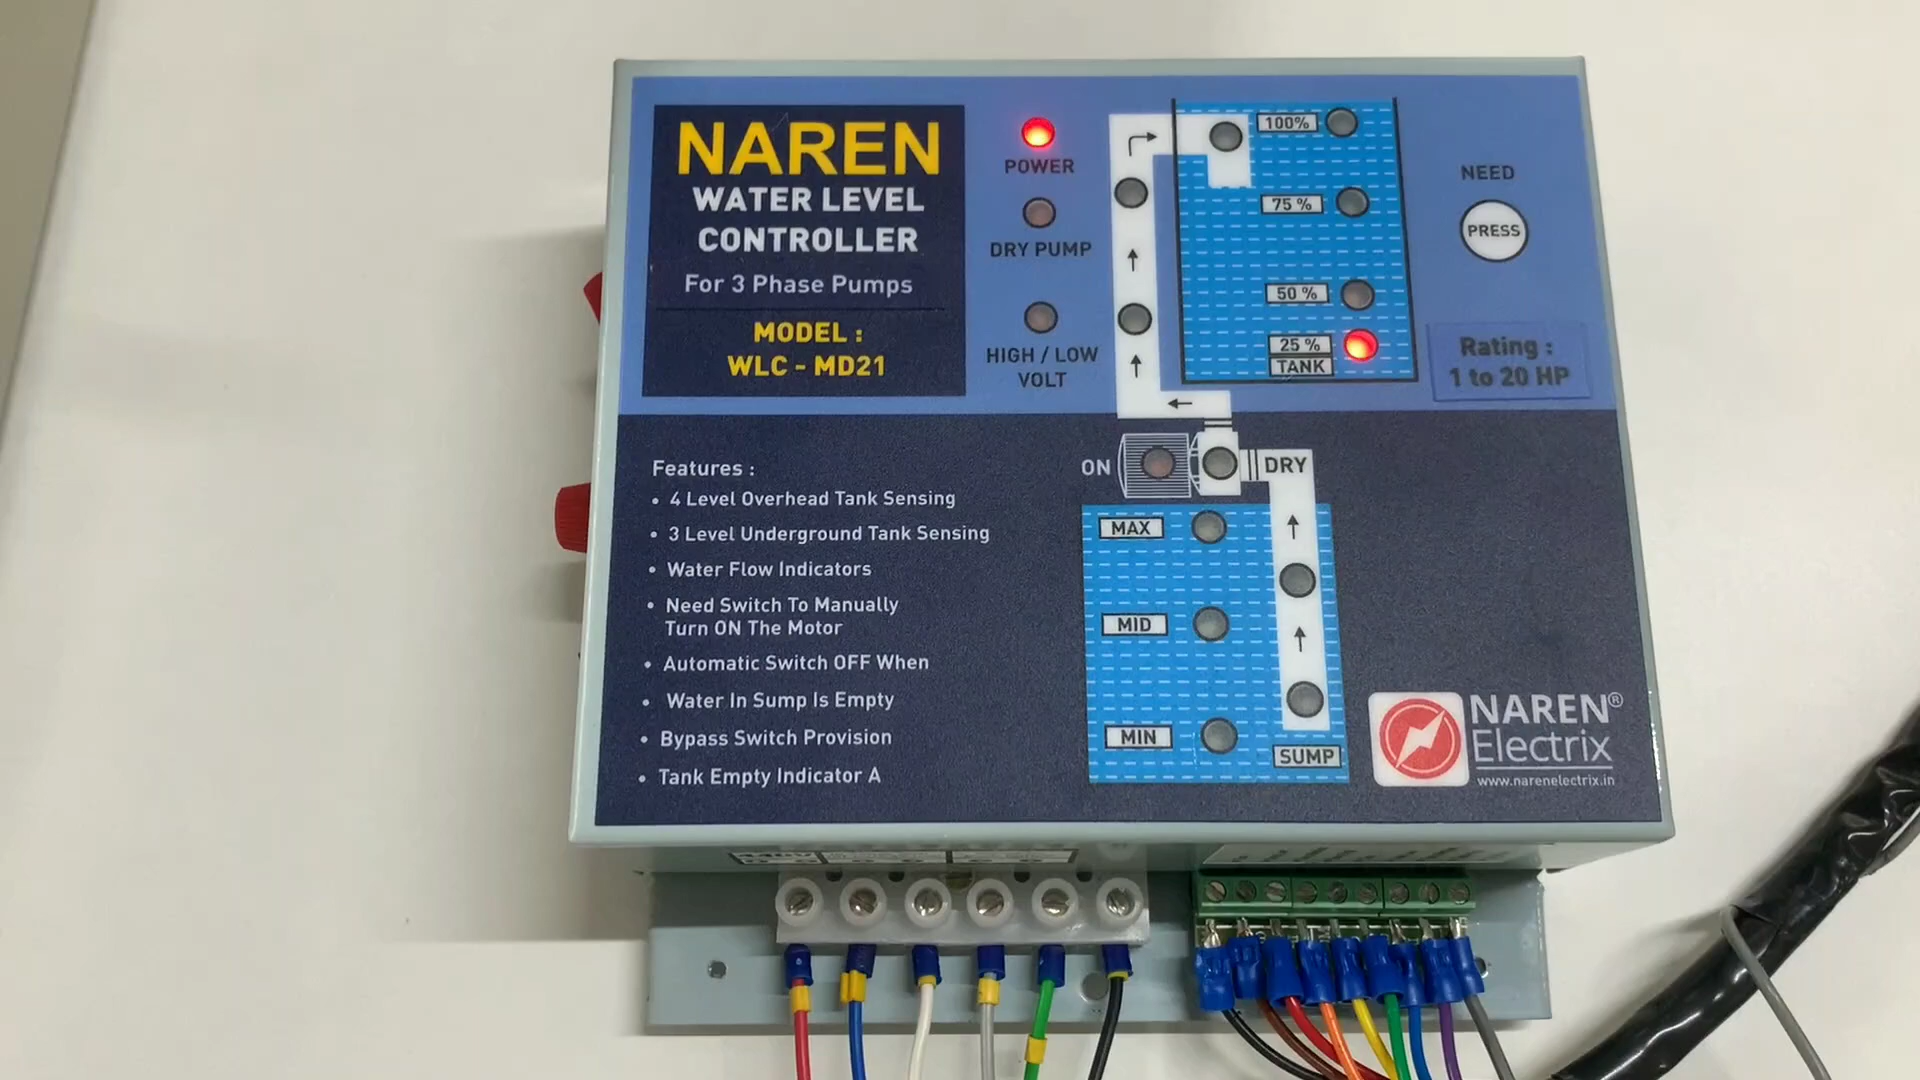 NAREN
WATER LEVEL
CONTROLLER
For 3 Phase Pumps
MODEL :
WLC - MD21
POWER
DRY PUMP
HIGH / LOW
VOLT
100%
75 %
50 %
25 %
TANK
NEED
PRESS
Rating :
1 to 20 HP
Features :
• 4 Level Overhead Tank Sensing
• 3 Level Underground Tank Sensing
• Water Flow Indicators
• Need Switch To Manually
Turn ON The Motor
• Automatic Switch OFF When
• Water In Sump Is Empty
• Bypass Switch Provision
• Tank Empty Indicator A
ON
DRY
MAX
MID
MIN
SUMP
NAREN®
Electrix
www.narenelectrix.in